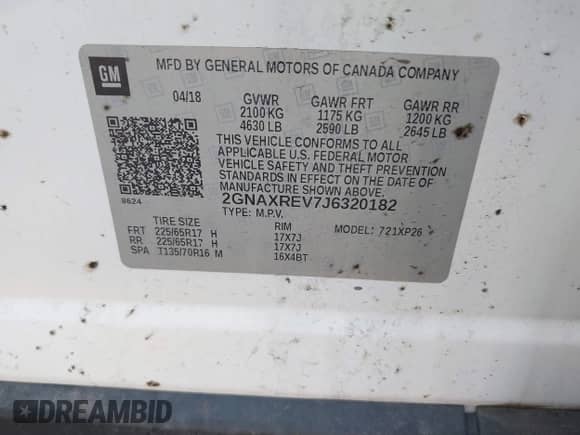 GM
MFD BY GENERAL MOTORS OF CANADA COMPANY
04/18 GVWR GAWR FRT GAWR RR
2100 KG 1175 KG 1200 KG
4630 LB 2590 LB 2645 LB
THIS VEHICLE CONFORMS TO ALL
APPLICABLE U.S. FEDERAL MOTOR
VEHICLE SAFETY AND THEFT PREVENTION
STANDARDS IN EFFECT ON THE DATE OF
MANUFACTURE SHOWN ABOVE.
8624 2GNAXREV7J6320182
TYPE: M.P.V.
TIRE SIZE RIM MODEL: 721XP26
FRT 225/65R17 H 17X7J
RR 225/65R17 H 17X7J
SPA T135/70R16 M 16X4BT
DREAMBID